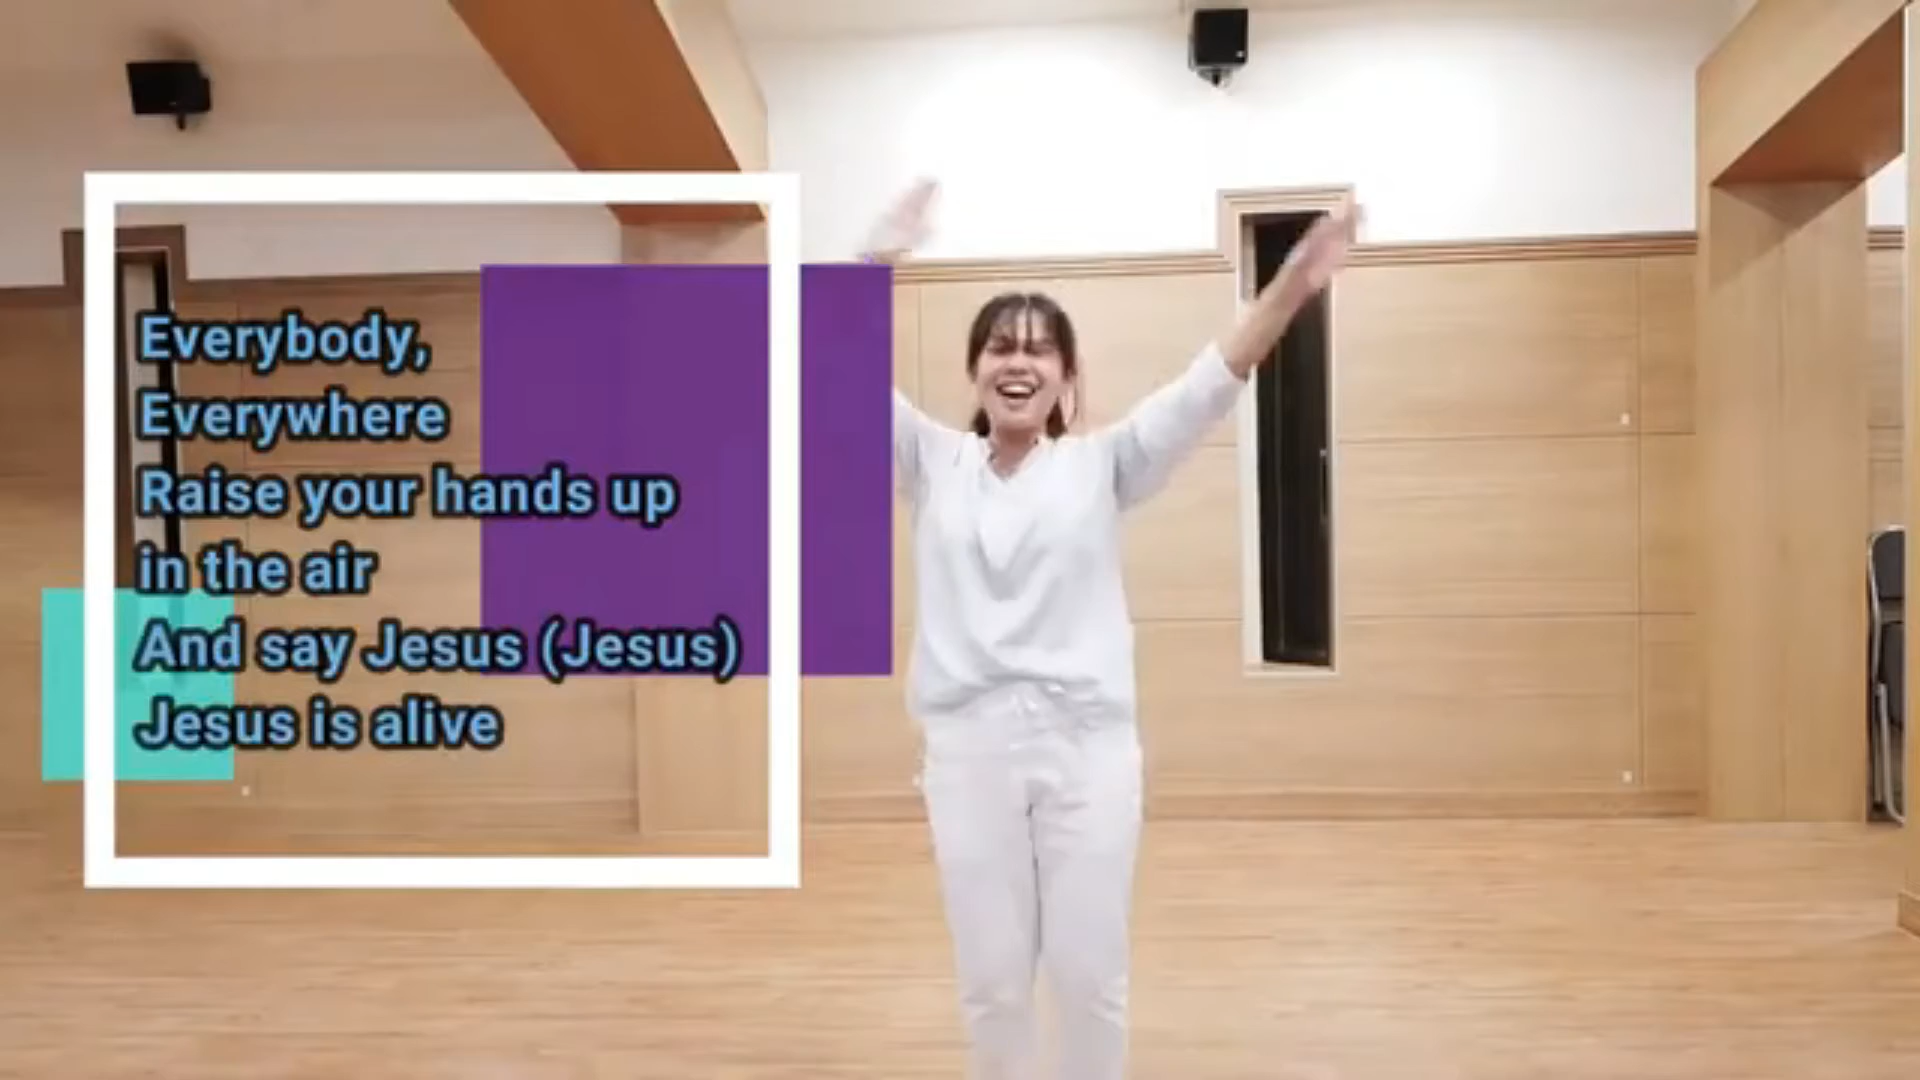 Everybody,
Everywhere
Raise your hands up
in the air
And say Jesus (Jesus)
Jesus is alive